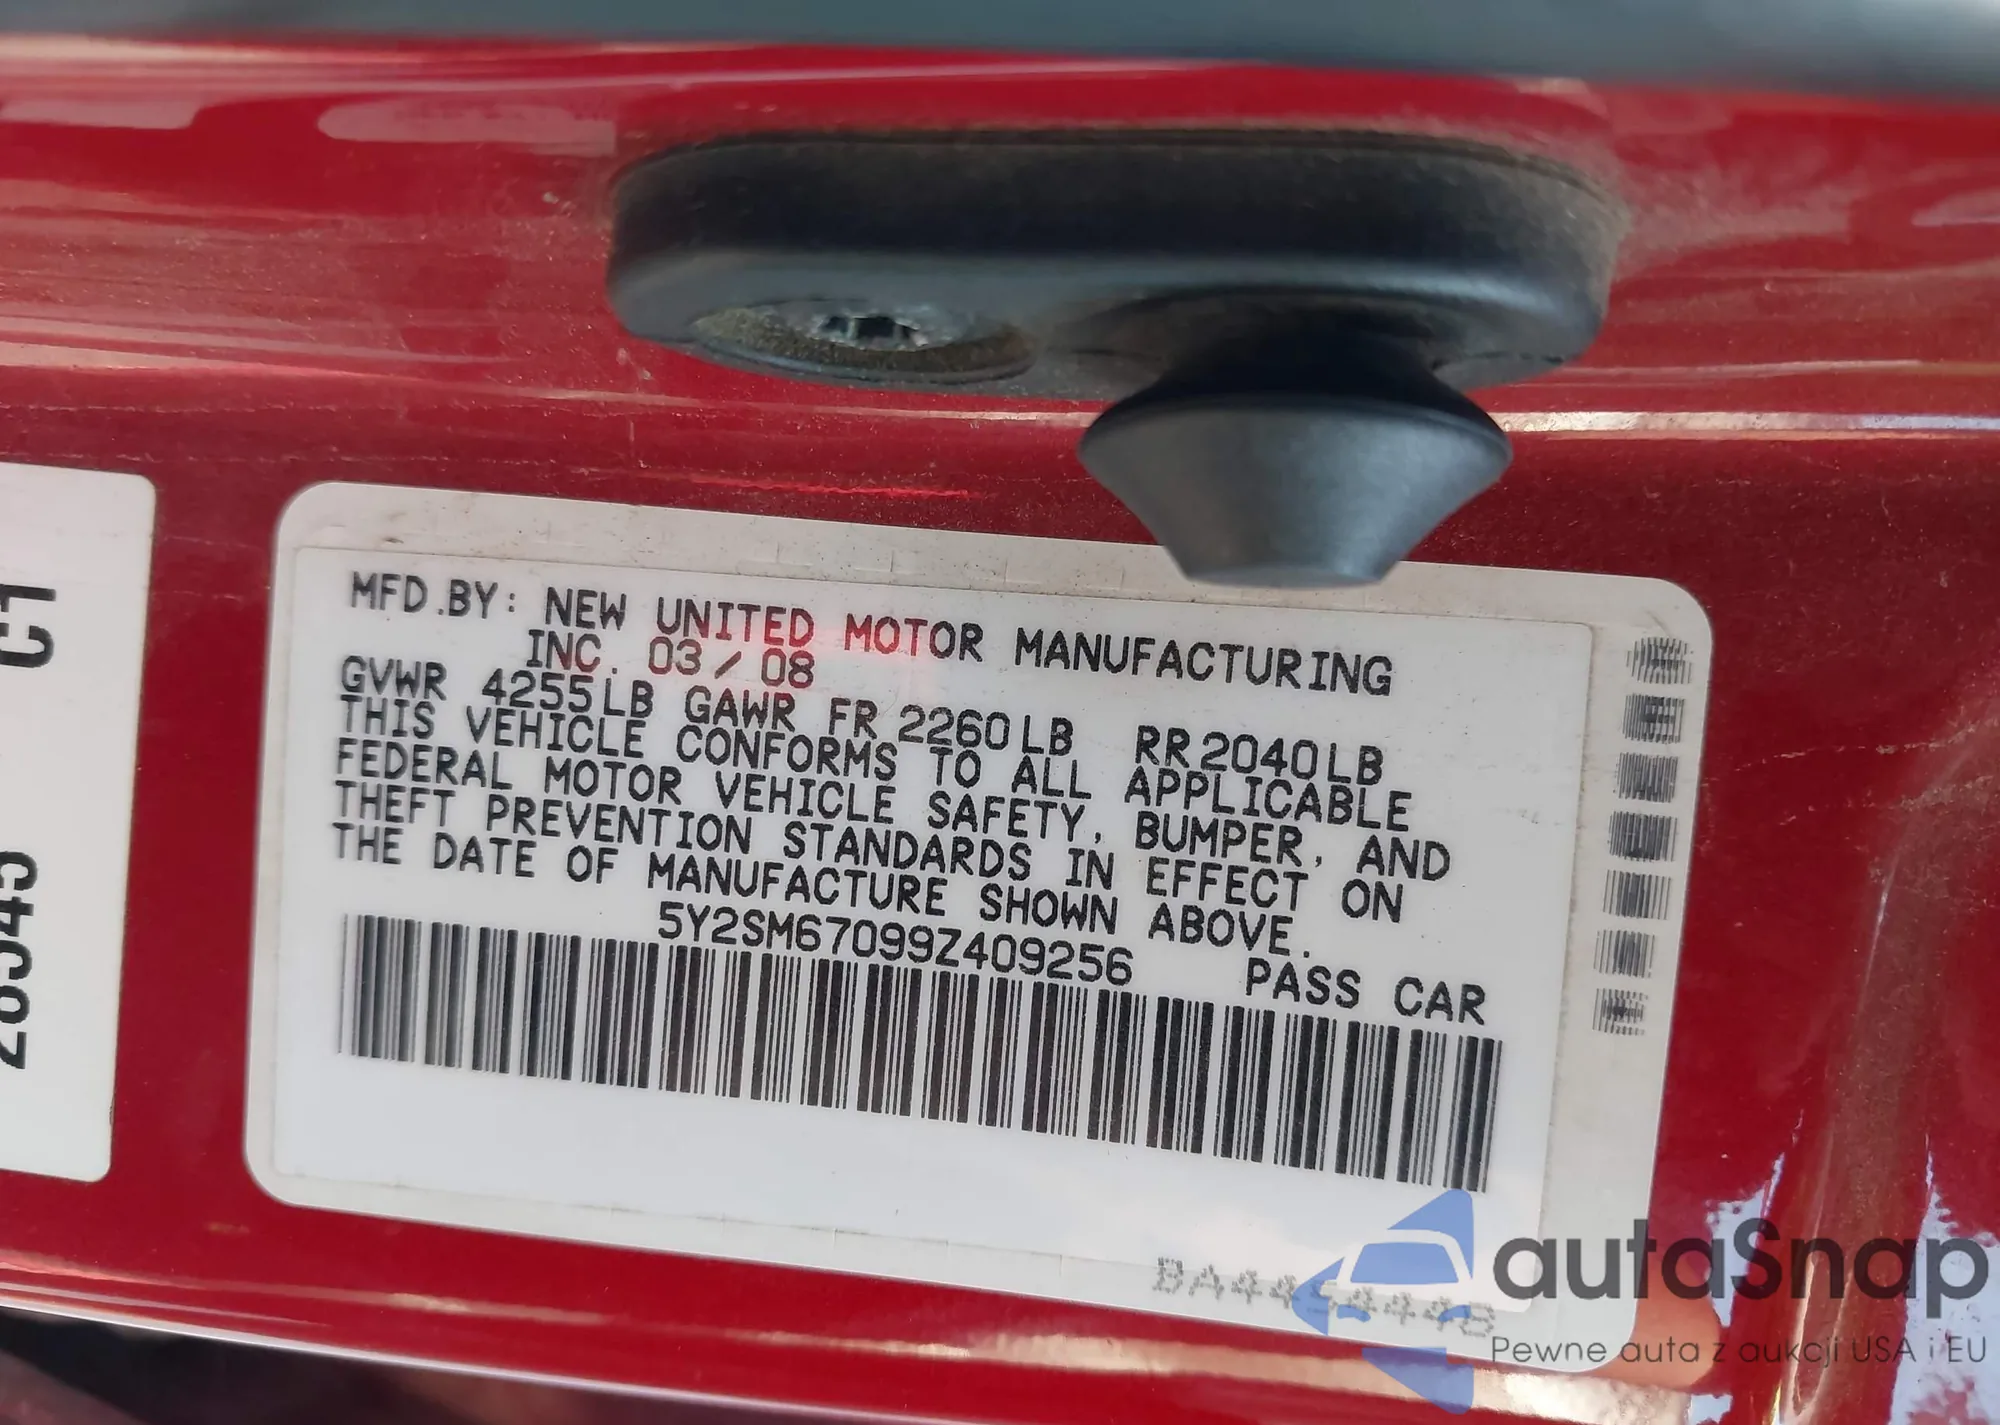 MFD.BY: NEW UNITED MOTOR MANUFACTURING
INC. 03/08
GVWR 4255LB GAWR FR 2260LB RR2040LB
THIS VEHICLE CONFORMS TO ALL APPLICABLE
FEDERAL MOTOR VEHICLE SAFETY, BUMPER, AND
THEFT PREVENTION STANDARDS IN EFFECT ON
THE DATE OF MANUFACTURE SHOWN ABOVE.
5Y2SM67099Z409256 PASS CAR
C1
autaSnap
Pewne auta z aukcji USA i EU